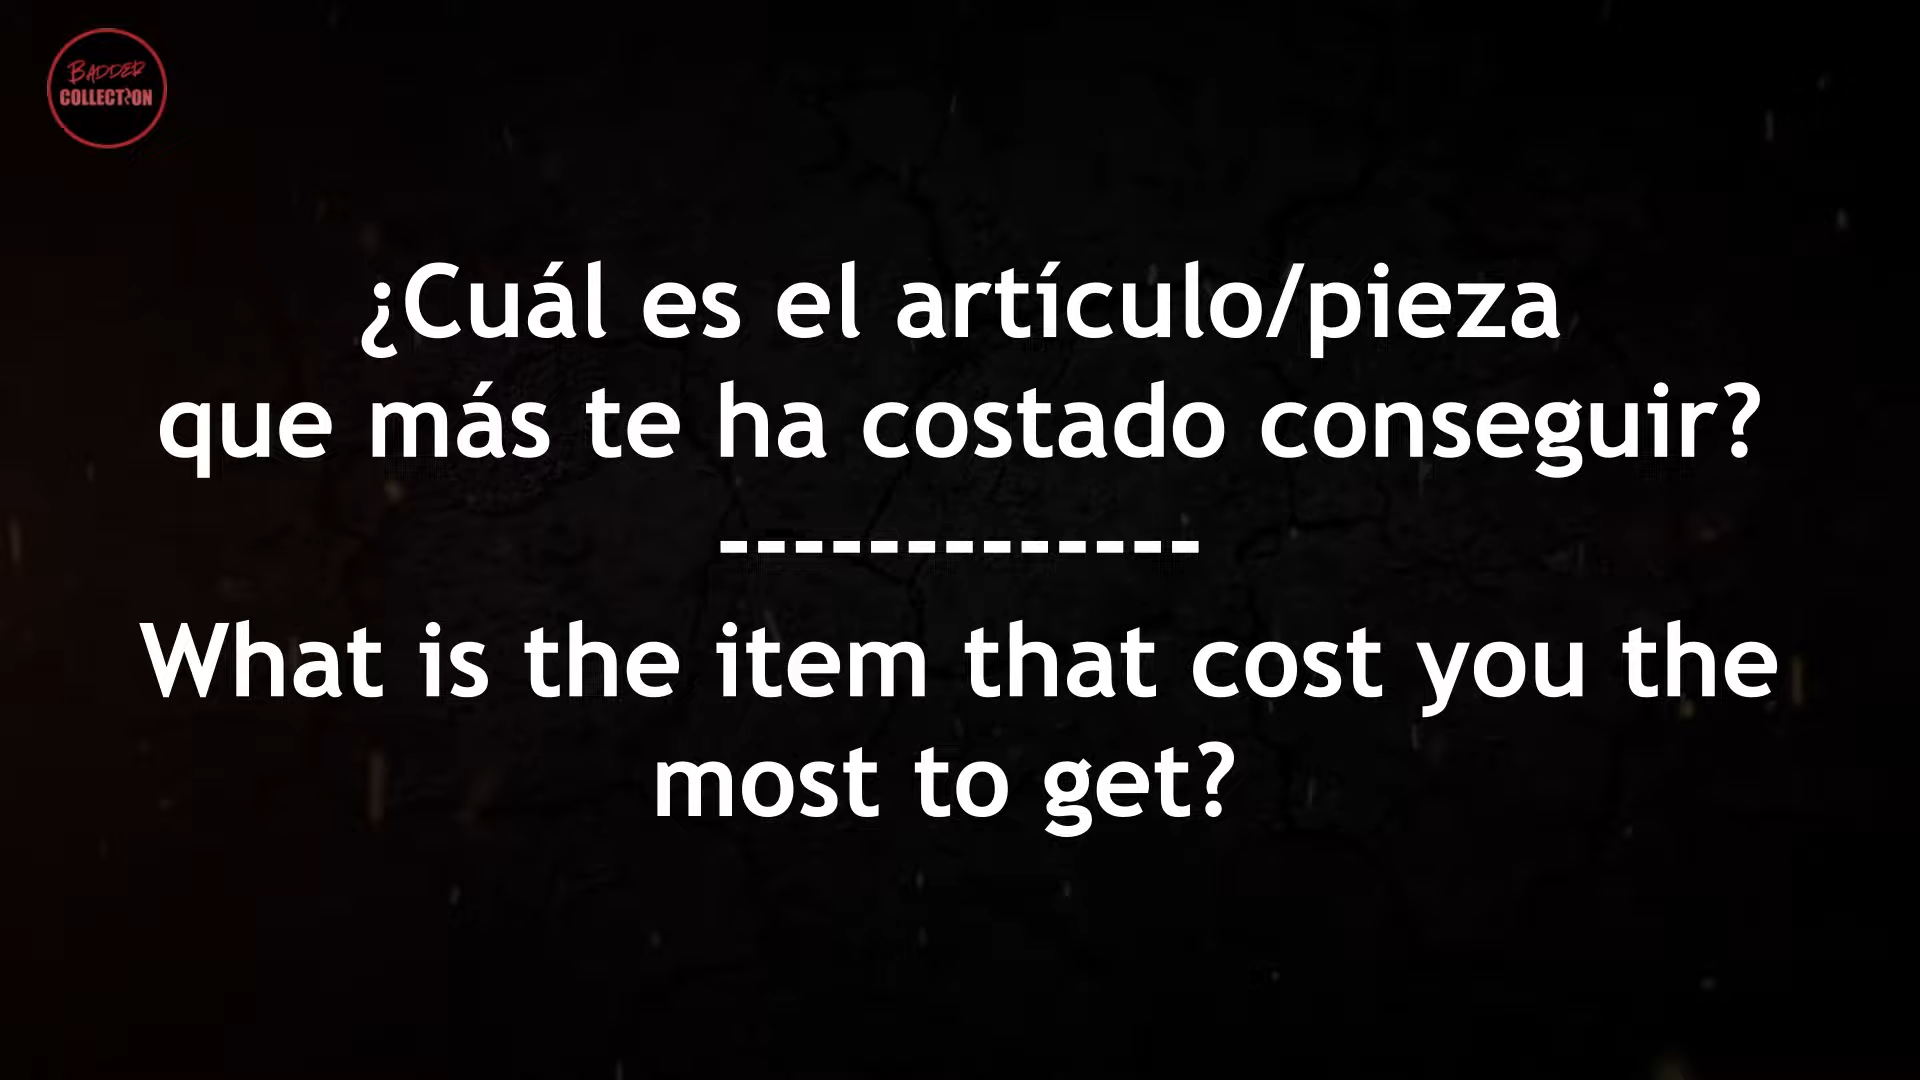 BADDER
COLLECTION
¿Cuál es el artículo/pieza
que más te ha costado conseguir?
-------------
What is the item that cost you the
most to get?